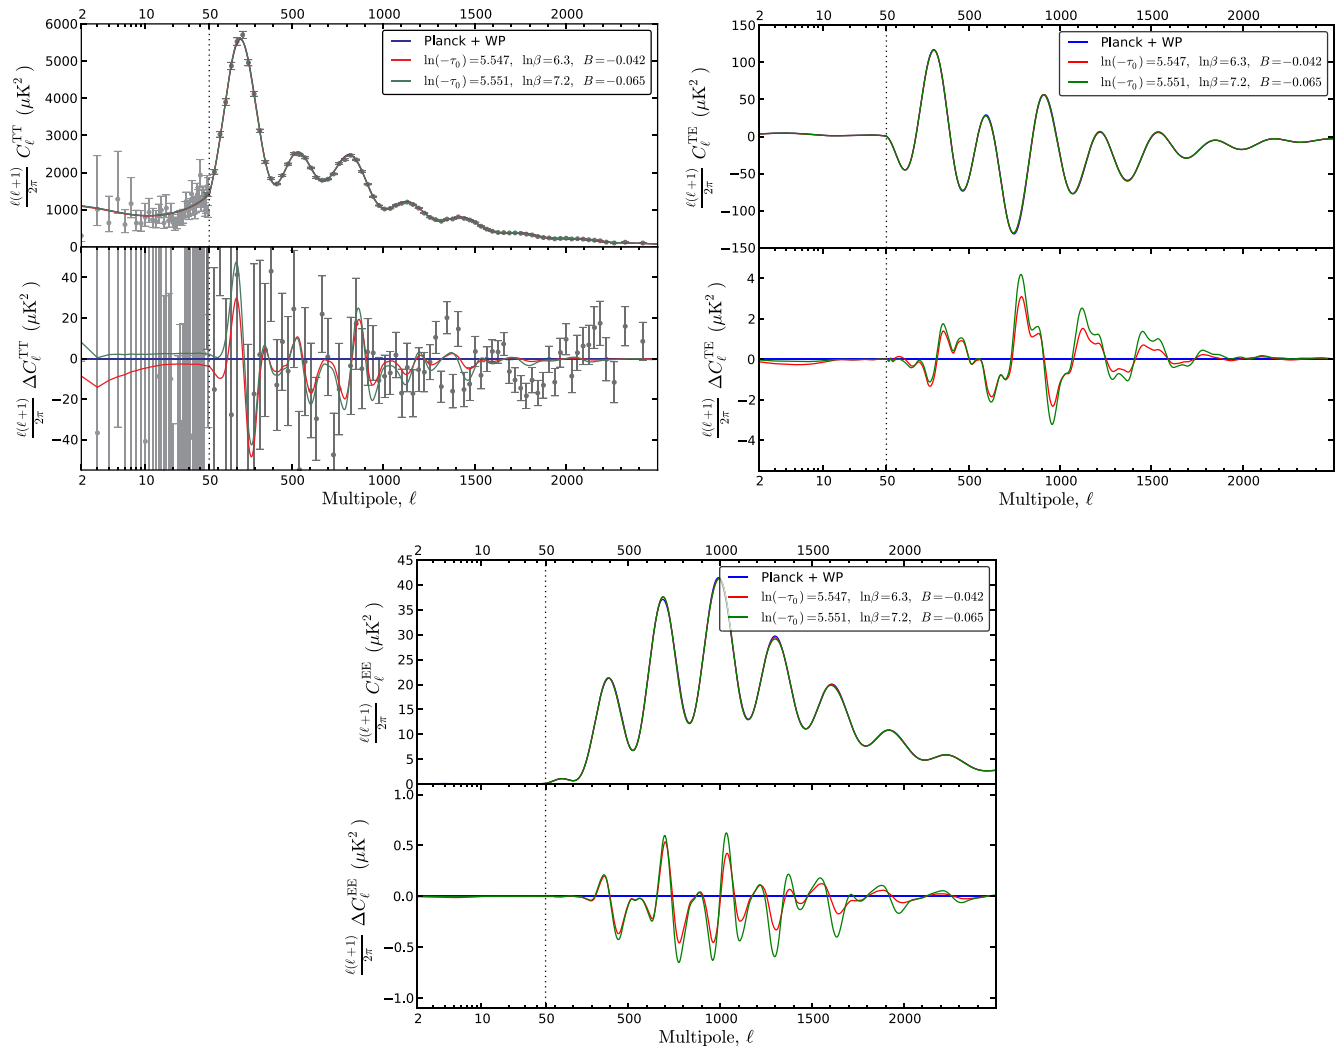 2 10 50 500 1000 1500 2000
6000
5000
4000
3000
2000
1000
0
ℓ(ℓ+1)/2π C_ℓ^TT (μK²)
Planck + WP
ln(−τ₀)=5.547, lnβ=6.3, B=−0.042
ln(−τ₀)=5.551, lnβ=7.2, B=−0.065
40
20
0
−20
−40
ℓ(ℓ+1)/2π ΔC_ℓ^TT (μK²)
2 10 50 500 1000 1500 2000
Multipole, ℓ
2 10 50 500 1000 1500 2000
150
100
50
0
−50
−100
−150
ℓ(ℓ+1)/2π C_ℓ^TE (μK²)
Planck + WP
ln(−τ₀)=5.547, lnβ=6.3, B=−0.042
ln(−τ₀)=5.551, lnβ=7.2, B=−0.065
4
2
0
−2
−4
ℓ(ℓ+1)/2π ΔC_ℓ^TE (μK²)
2 10 50 500 1000 1500 2000
Multipole, ℓ
2 10 50 500 1000 1500 2000
45
40
35
30
25
20
15
10
5
0
ℓ(ℓ+1)/2π C_ℓ^EE (μK²)
Planck + WP
ln(−τ₀)=5.547, lnβ=6.3, B=−0.042
ln(−τ₀)=5.551, lnβ=7.2, B=−0.065
1.0
0.5
0.0
−0.5
−1.0
ℓ(ℓ+1)/2π ΔC_ℓ^EE (μK²)
2 10 50 500 1000 1500 2000
Multipole, ℓ